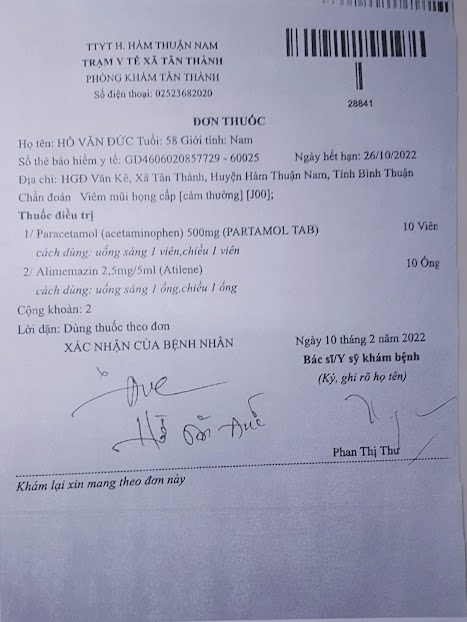 TTYT H. HÀM THUẬN NAM
TRẠM Y TẾ XÃ TÂN THÀNH
PHÒNG KHÁM TÂN THÀNH
Số điện thoại: 02523682020
28841
ĐƠN THUỐC
Họ tên: HỒ VĂN ĐỨC Tuổi: 58 Giới tính: Nam
Số thẻ bảo hiểm y tế: GD4606020857729 - 60025 Ngày hết hạn: 26/10/2022
Địa chỉ: HGĐ Văn Kê, Xã Tân Thành, Huyện Hàm Thuận Nam, Tỉnh Bình Thuận
Chẩn đoán Viêm mũi họng cấp [cảm thường] [J00];
Thuốc điều trị
1/ Paracetamol (acetaminophen) 500mg (PARTAMOL TAB) 10 Viên
cách dùng: uống sáng 1 viên,chiều 1 viên
2/ Alimemazin 2,5mg/5ml (Atilene) 10 Ống
cách dùng: uống sáng 1 ống,chiều 1 ống
Cộng khoản: 2
Lời dặn: Dùng thuốc theo đơn
XÁC NHẬN CỦA BỆNH NHÂN
Ngày 10 tháng 2 năm 2022
Bác sĩ/Y sỹ khám bệnh
(Ký, ghi rõ họ tên)
Phan Thị Thư
Khám lại xin mang theo đơn này